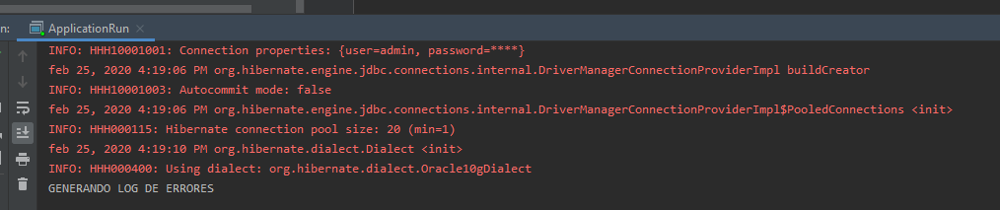 n: ApplicationRun ×
INFO: HHH10001001: Connection properties: {user=admin, password=****}
feb 25, 2020 4:19:06 PM org.hibernate.engine.jdbc.connections.internal.DriverManagerConnectionProviderImpl buildCreator
INFO: HHH10001003: Autocommit mode: false
feb 25, 2020 4:19:06 PM org.hibernate.engine.jdbc.connections.internal.DriverManagerConnectionProviderImpl$PooledConnections <init>
INFO: HHH000115: Hibernate connection pool size: 20 (min=1)
feb 25, 2020 4:19:10 PM org.hibernate.dialect.Dialect <init>
INFO: HHH000400: Using dialect: org.hibernate.dialect.Oracle10gDialect
GENERANDO LOG DE ERRORES